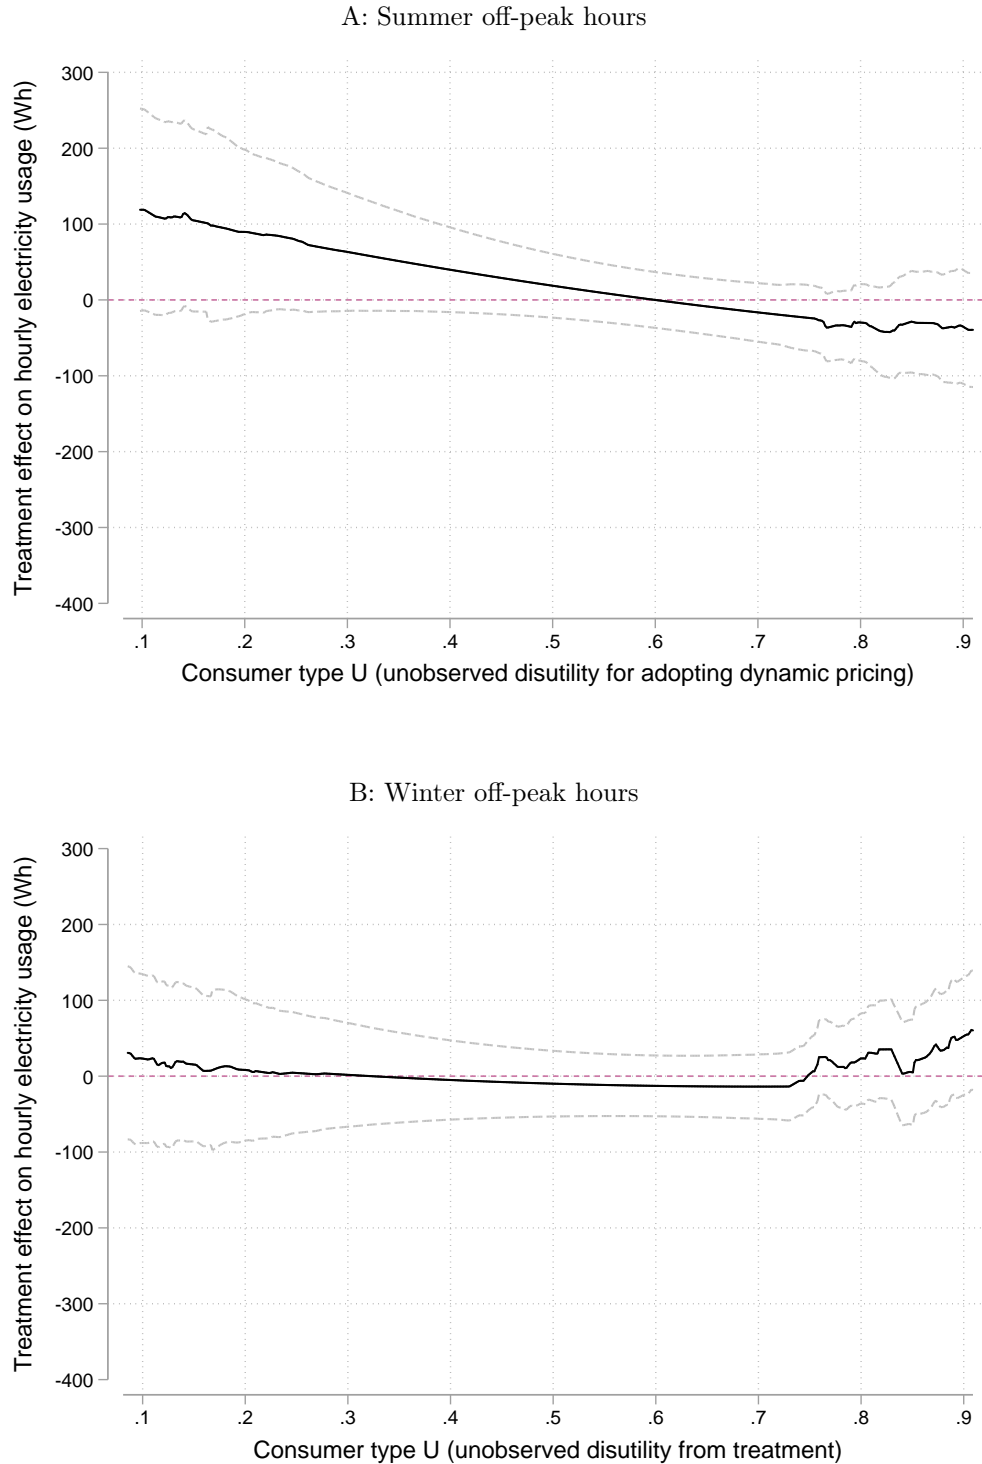 A: Summer off-peak hours
Treatment effect on hourly electricity usage (Wh)
300
200
100
0
-100
-200
-300
-400
.1 .2 .3 .4 .5 .6 .7 .8 .9
Consumer type U (unobserved disutility for adopting dynamic pricing)
B: Winter off-peak hours
Treatment effect on hourly electricity usage (Wh)
300
200
100
0
-100
-200
-300
-400
.1 .2 .3 .4 .5 .6 .7 .8 .9
Consumer type U (unobserved disutility from treatment)